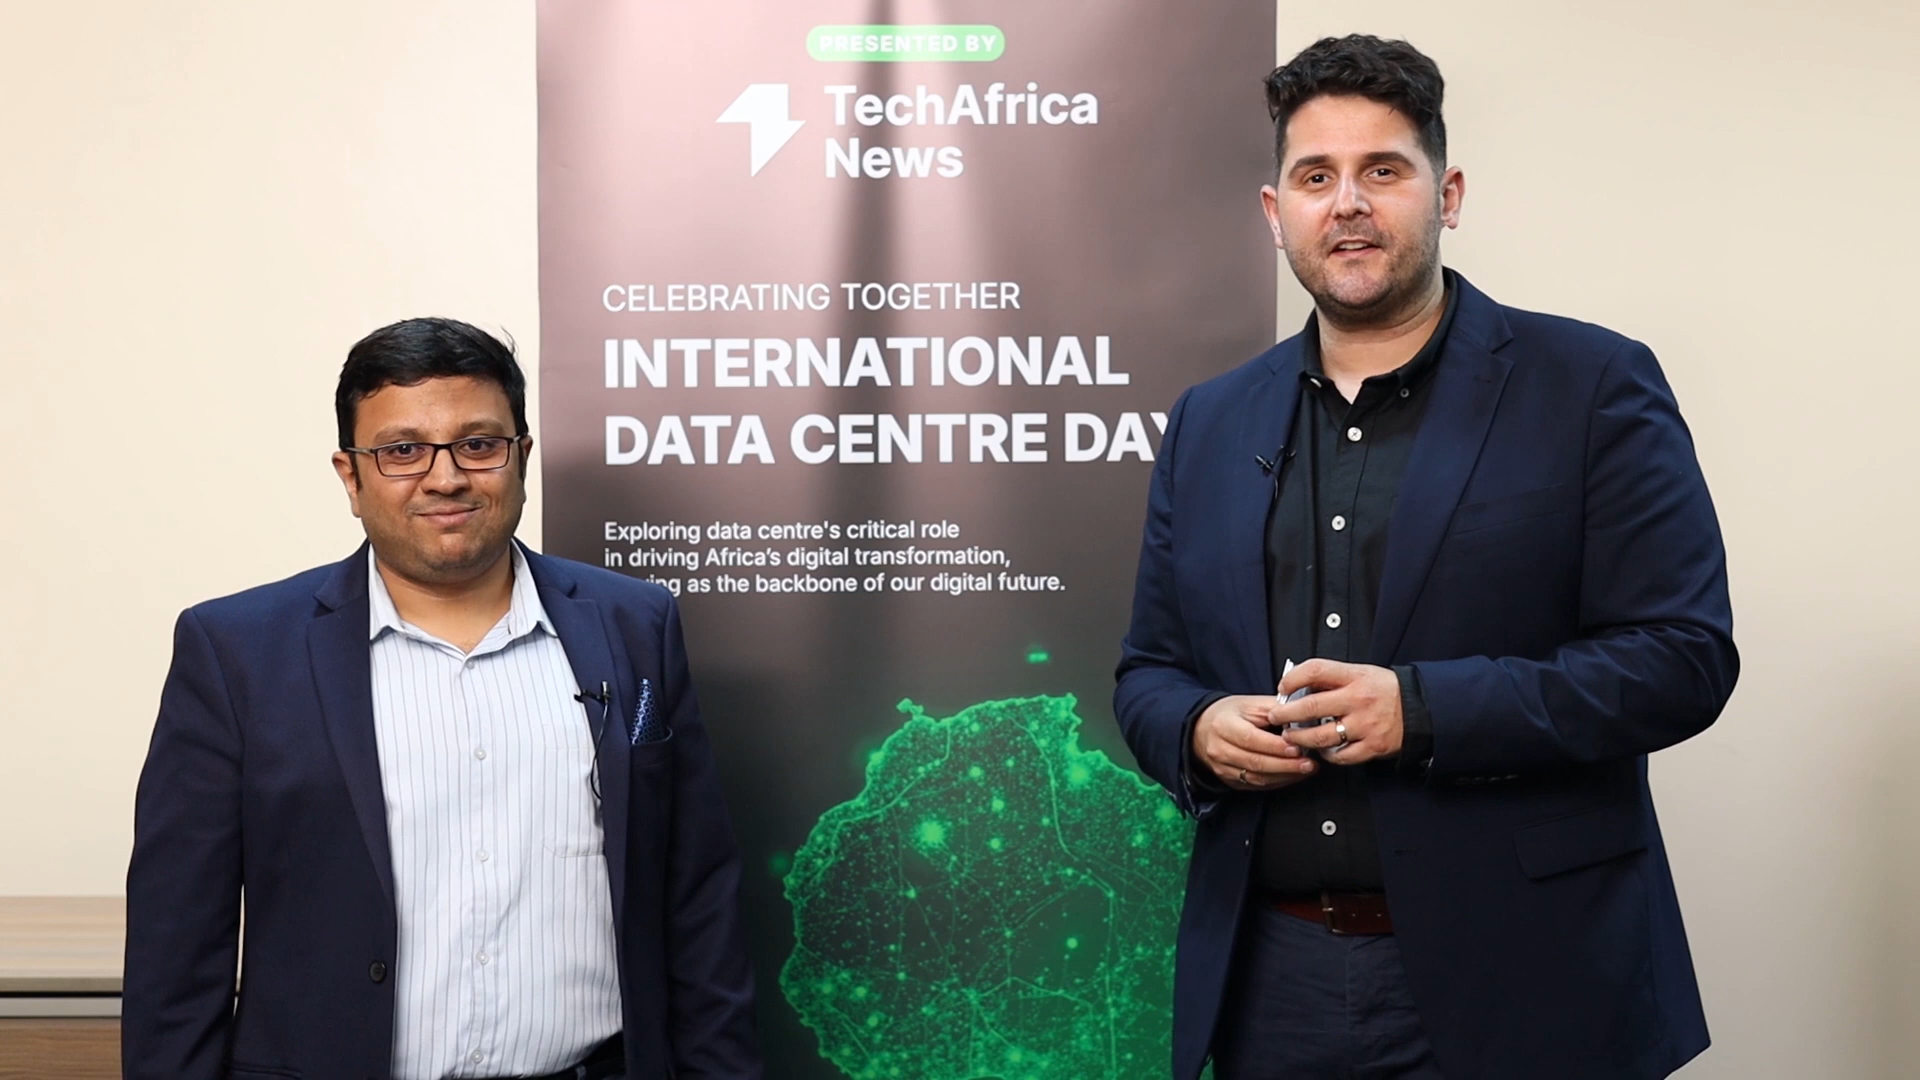 PRESENTED BY
TechAfrica
News
CELEBRATING TOGETHER
INTERNATIONAL
DATA CENTRE DAY
Exploring data centre's critical role
in driving Africa’s digital transformation,
as the backbone of our digital future.